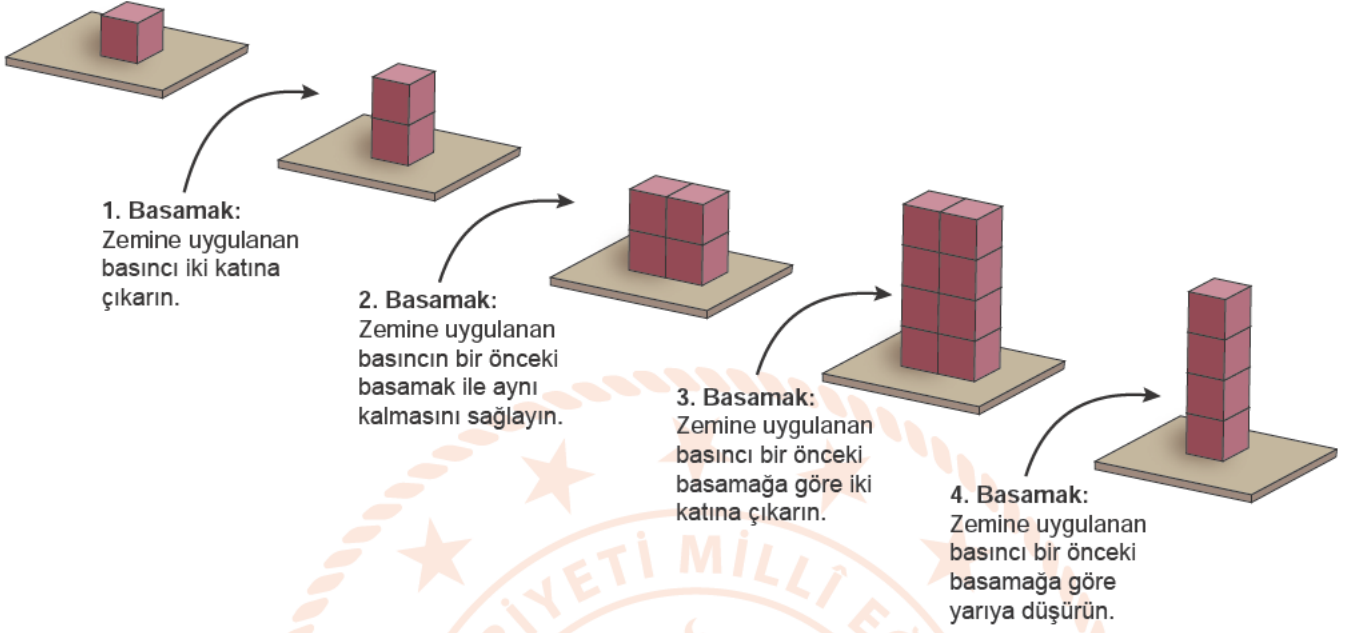 1. Basamak:
Zemine uygulanan
basıncı iki katına
çıkarın.
2. Basamak:
Zemine uygulanan
basıncın bir önceki
basamak ile aynı
kalmasını sağlayın.
3. Basamak:
Zemine uygulanan
basıncı bir önceki
basamağa göre iki
katına çıkarın.
4. Basamak:
Zemine uygulanan
basıncı bir önceki
basamağa göre
yarıya düşürün.
MİLLÎ